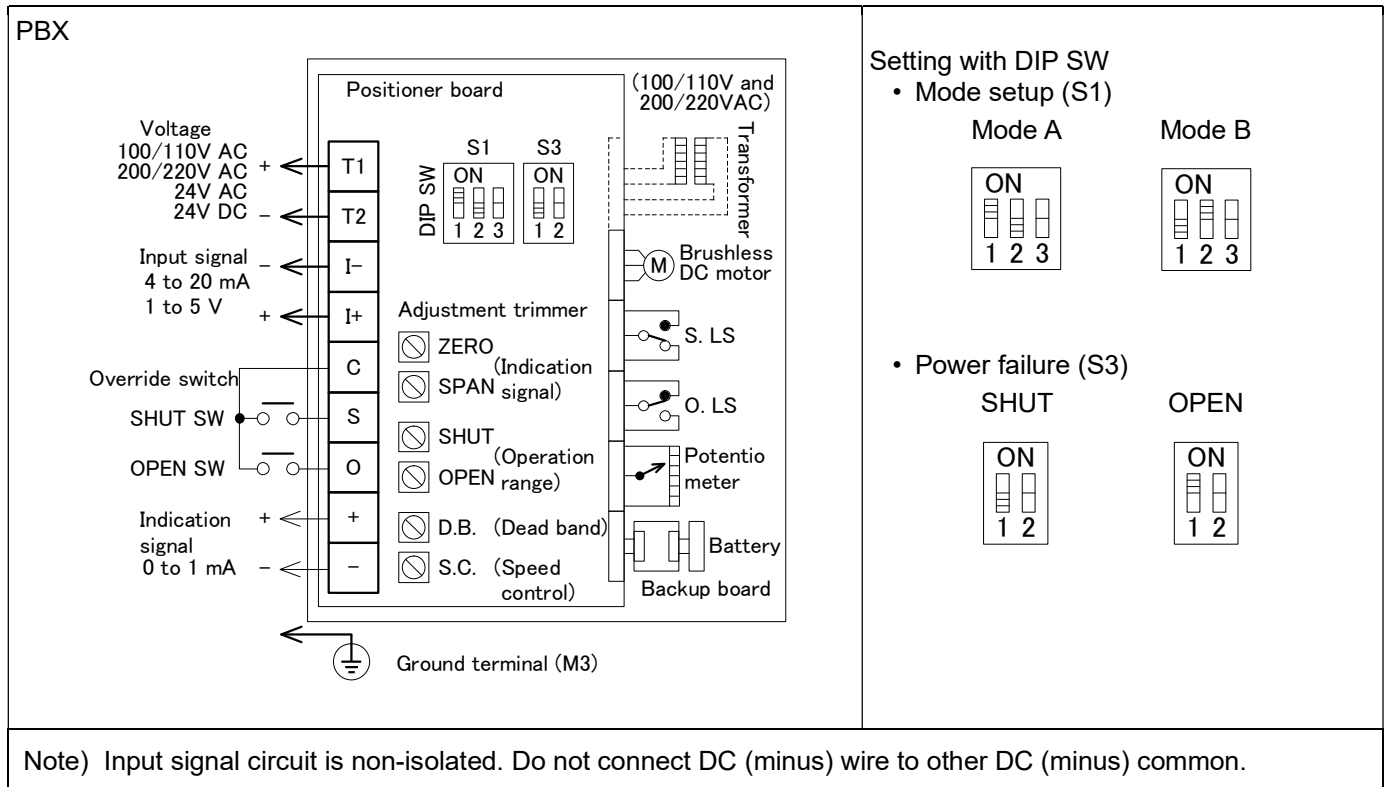 PBX
Positioner board
(100/110V and
200/220VAC)
Transformer
Voltage
100/110V AC
200/220V AC
24V AC
24V DC
+
−
T1
T2
DIP SW
S1
ON
1 2 3
S3
ON
1 2
Input signal
4 to 20 mA
1 to 5 V
−
+
I−
I+
M
Brushless
DC motor
Adjustment trimmer
ZERO
SPAN
(Indication
signal)
S. LS
Override switch
SHUT SW
OPEN SW
C
S
O
SHUT
OPEN
(Operation
range)
O. LS
Potentio
meter
Indication
signal
0 to 1 mA
+
−
+
−
D.B. (Dead band)
S.C. (Speed
control)
Battery
Backup board
Ground terminal (M3)
Setting with DIP SW
• Mode setup (S1)
Mode A Mode B
ON ON
1 2 3 1 2 3
• Power failure (S3)
SHUT OPEN
ON ON
1 2 1 2
Note) Input signal circuit is non-isolated. Do not connect DC (minus) wire to other DC (minus) common.